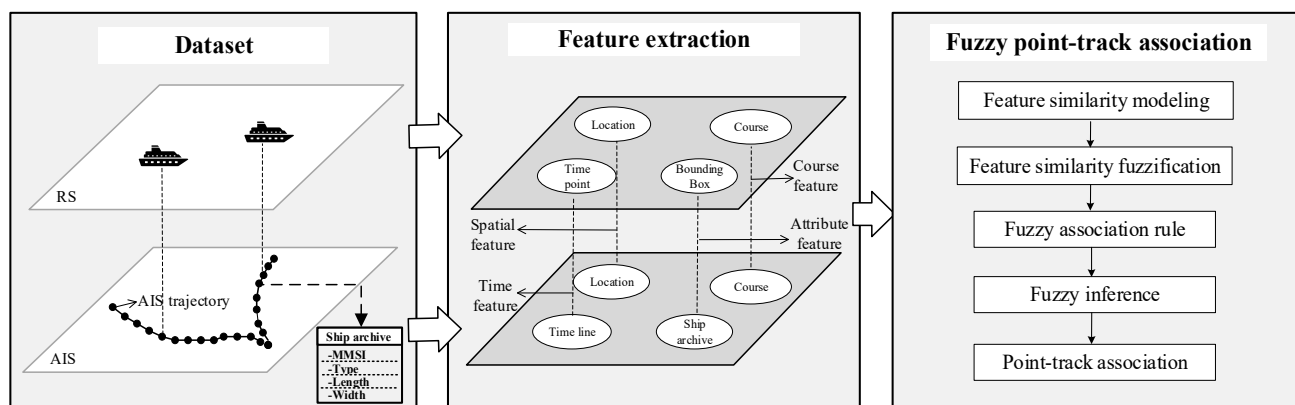 Dataset
RS
AIS trajectory
AIS
Ship archive
-MMSI
-Type
-Length
-Width
Feature extraction
Location
Course
Time
point
Bounding
Box
Course
feature
Spatial
feature
Attribute
feature
Location
Course
Time
feature
Time line
Ship
archive
Fuzzy point-track association
Feature similarity modeling
Feature similarity fuzzification
Fuzzy association rule
Fuzzy inference
Point-track association